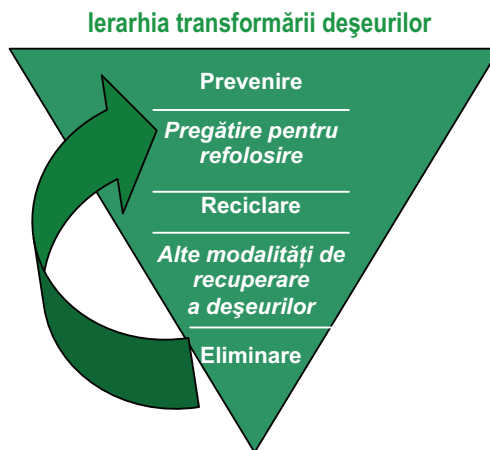 Ierarhia transformării deşeurilor
Prevenire
Pregătire pentru
refolosire
Reciclare
Alte modalități de
recuperare
a deşeurilor
Eliminare